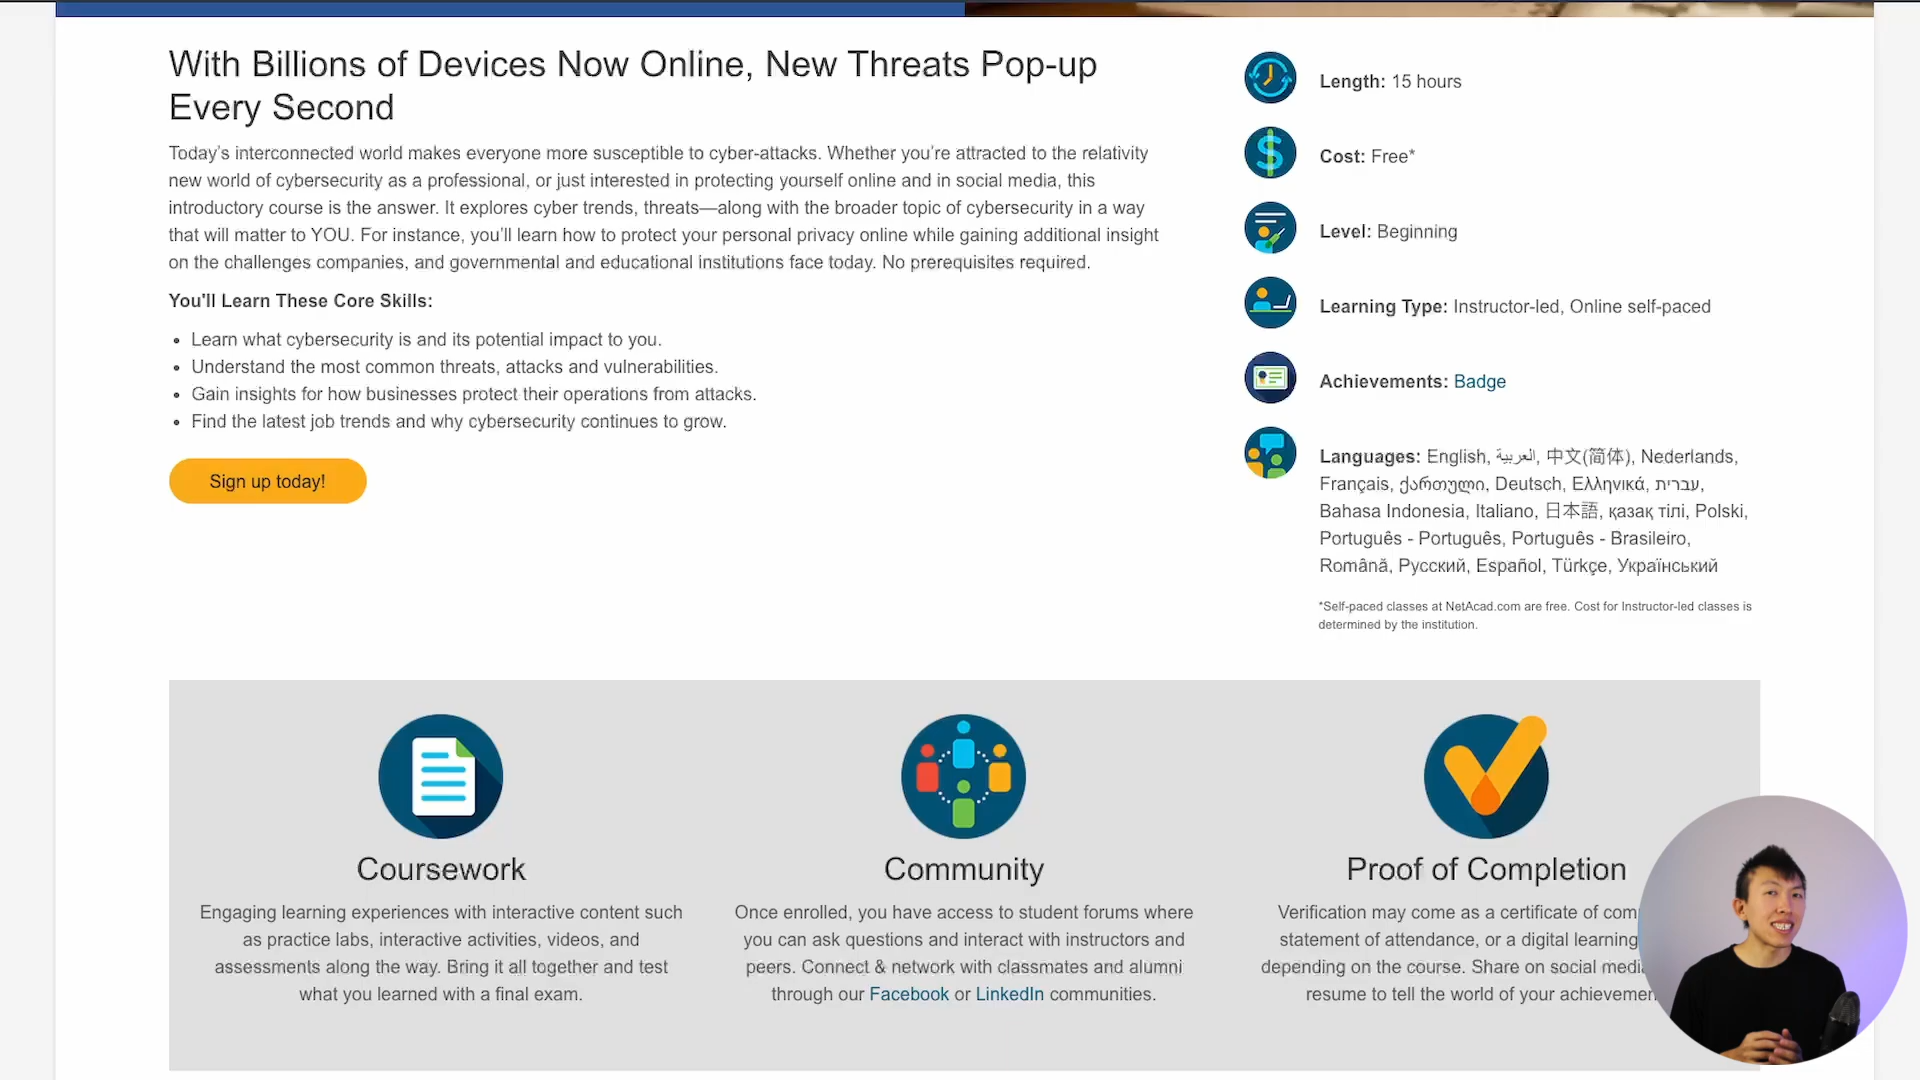 With Billions of Devices Now Online, New Threats Pop-up
Every Second
Today's interconnected world makes everyone more susceptible to cyber-attacks. Whether you're attracted to the relativity
new world of cybersecurity as a professional, or just interested in protecting yourself online and in social media, this
introductory course is the answer. It explores cyber trends, threats—along with the broader topic of cybersecurity in a way
that will matter to YOU. For instance, you'll learn how to protect your personal privacy online while gaining additional insight
on the challenges companies, and governmental and educational institutions face today. No prerequisites required.
You'll Learn These Core Skills:
• Learn what cybersecurity is and its potential impact to you.
• Understand the most common threats, attacks and vulnerabilities.
• Gain insights for how businesses protect their operations from attacks.
• Find the latest job trends and why cybersecurity continues to grow.
Sign up today!
Length: 15 hours
Cost: Free*
Level: Beginning
Learning Type: Instructor-led, Online self-paced
Achievements: Badge
Languages: English, العربية, 中文(简体), Nederlands,
Français, ქართული, Deutsch, Ελληνικά, עברית,
Bahasa Indonesia, Italiano, 日本語, қазақ тілі, Polski,
Português - Português, Português - Brasileiro,
Română, Русский, Español, Türkçe, Український
*Self-paced classes at NetAcad.com are free. Cost for Instructor-led classes is
determined by the institution.
Coursework
Engaging learning experiences with interactive content such
as practice labs, interactive activities, videos, and
assessments along the way. Bring it all together and test
what you learned with a final exam.
Community
Once enrolled, you have access to student forums where
you can ask questions and interact with instructors and
peers. Connect & network with classmates and alumni
through our Facebook or LinkedIn communities.
Proof of Completion
Verification may come as a certificate of com
statement of attendance, or a digital learning
depending on the course. Share on social medi
resume to tell the world of your achievemen